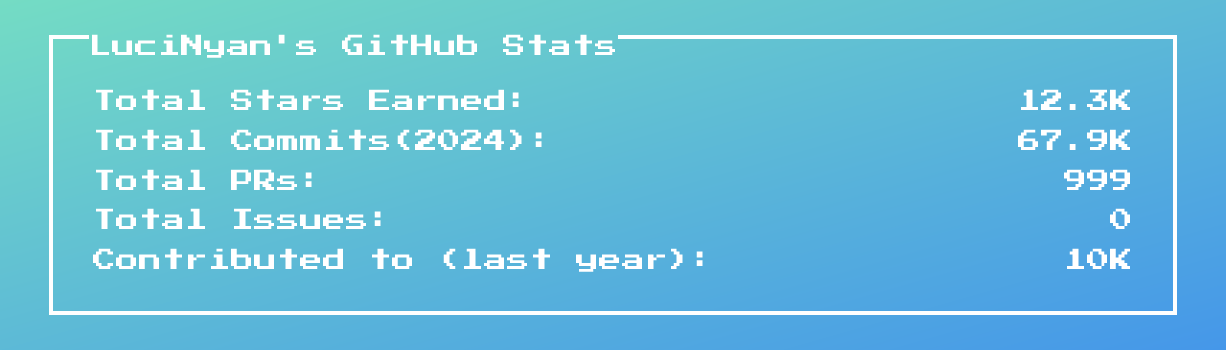 LuciNyan's GitHub Stats
Total Stars Earned: 12.3K
Total Commits(2024): 67.9K
Total PRs: 999
Total Issues: 0
Contributed to (last year): 10K